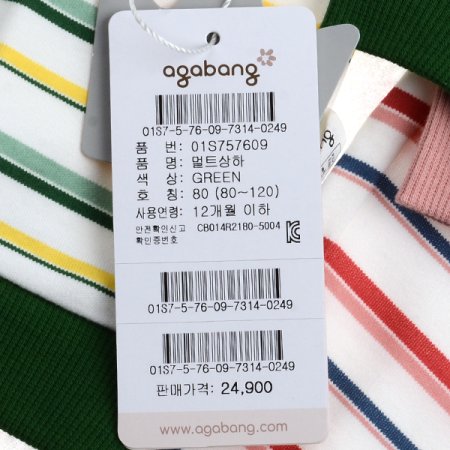 agabang
01S7-5-76-09-7314-0249
품 번: 01S757609
품 명: 멀트상하
색 상: GREEN
호 칭: 80 (80~120)
사용연령: 12개월 이하
안전확인신고 CB014R2180-5004
확인증번호
01S7-5-76-09-7314-0249
01S7-5-76-09-7314-0249
판매가격: 24,900
www.agabang.com